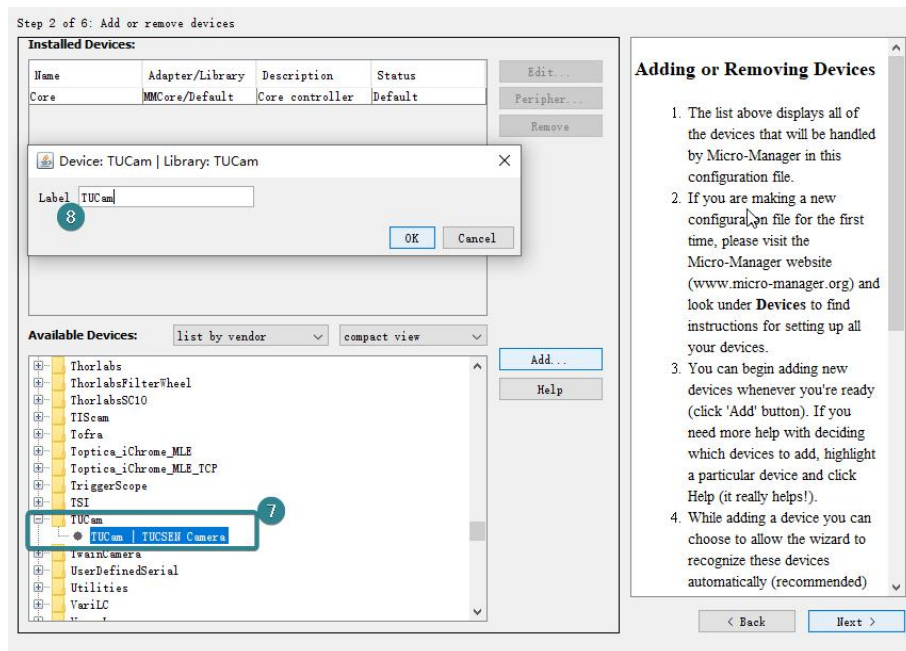 Step 2 of 6: Add or remove devices
Installed Devices:
Name Adapter/Library Description Status
Core MMCore/Default Core controller Default
Edit...
Peripher...
Remove
Device: TUCam | Library: TUCam
Label TUCam
8
OK Cancel
Available Devices: list by vendor compact view
Thorlabs
ThorlabsFilterWheel
ThorlabsSC10
TIScam
Tofra
Toptica_iChrome_MLE
Toptica_iChrome_MLE_TCP
TriggerScope
TSI
TUCam
7
TUCam | TUCSEN Camera
TwainCamera
UserDefinedSerial
Utilities
VariLC
Add...
Help
Adding or Removing Devices
1. The list above displays all of
the devices that will be handled
by Micro-Manager in this
configuration file.
2. If you are making a new
configuration file for the first
time, please visit the
Micro-Manager website
(www.micro-manager.org) and
look under Devices to find
instructions for setting up all
your devices.
3. You can begin adding new
devices whenever you're ready
(click 'Add' button). If you
need more help with deciding
which devices to add, highlight
a particular device and click
Help (it really helps!).
4. While adding a device you can
choose to allow the wizard to
recognize these devices
automatically (recommended)
< Back Next >